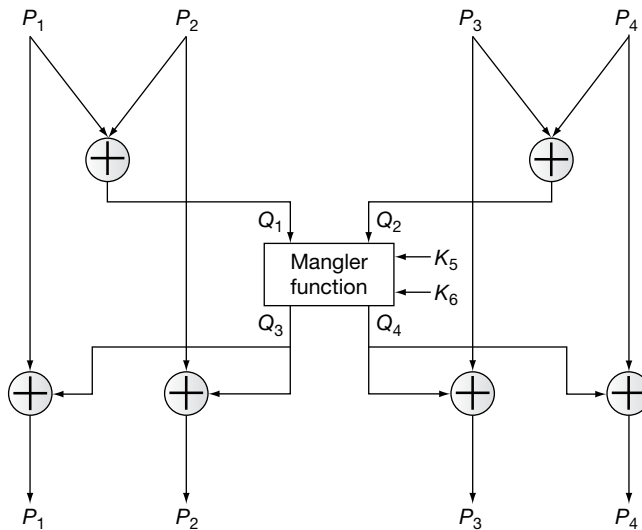 P1 P2 P3 P4
Q1 Q2
Mangler
function
K5
K6
Q3 Q4
P1 P2 P3 P4